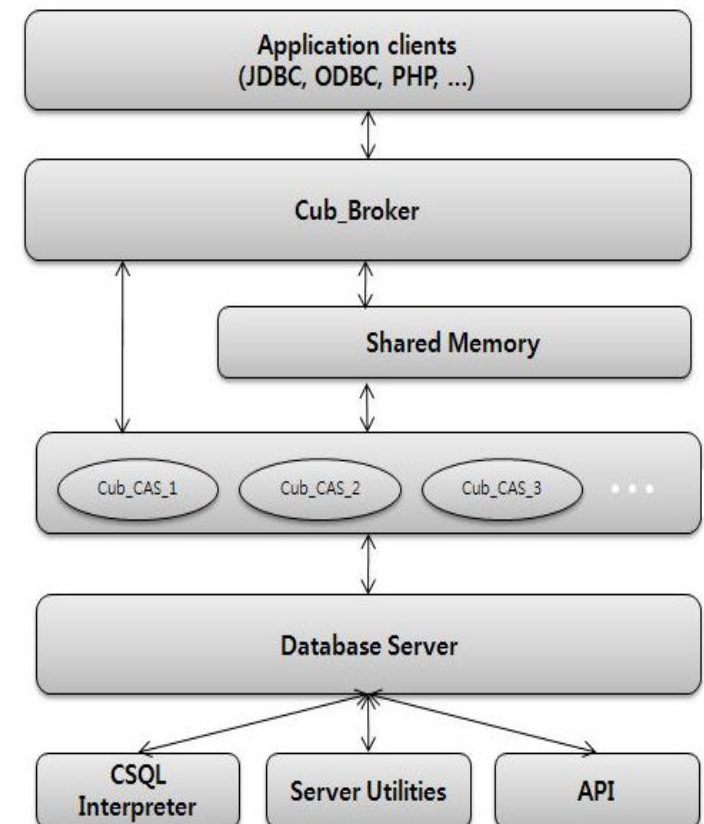 Application clients
(JDBC, ODBC, PHP, ...)
Cub_Broker
Shared Memory
Cub_CAS_1
Cub_CAS_2
Cub_CAS_3
...
Database Server
CSQL
Interpreter
Server Utilities
API